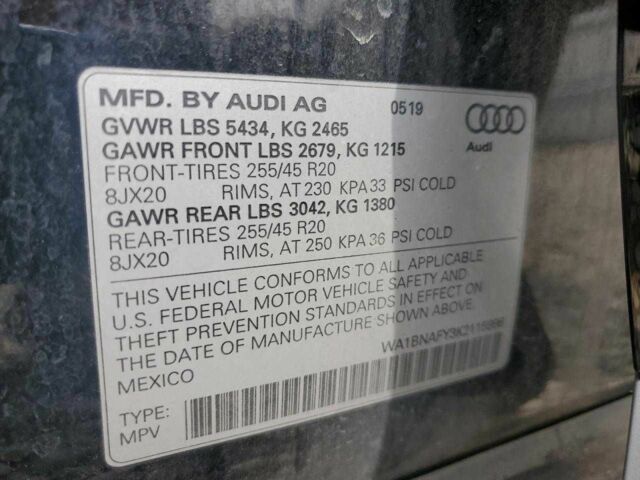 MFD. BY AUDI AG 0519
GVWR LBS 5434, KG 2465
GAWR FRONT LBS 2679, KG 1215
FRONT-TIRES 255/45 R20
8JX20 RIMS, AT 230 KPA 33 PSI COLD
GAWR REAR LBS 3042, KG 1380
REAR-TIRES 255/45 R20
8JX20 RIMS, AT 250 KPA 36 PSI COLD
Audi
THIS VEHICLE CONFORMS TO ALL APPLICABLE
U.S. FEDERAL MOTOR VEHICLE SAFETY AND
THEFT PREVENTION STANDARDS IN EFFECT ON
THE DATE OF MANUFACTURE SHOWN ABOVE.
MEXICO
TYPE:
MPV